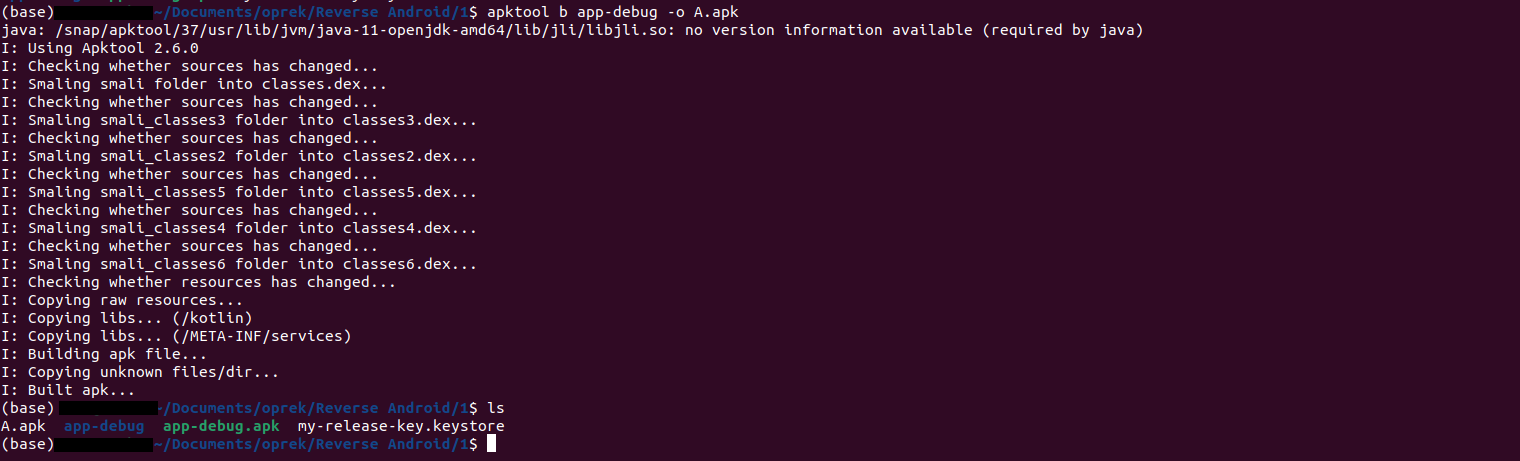 (base) ~/Documents/oprek/Reverse Android/1$ apktool b app-debug -o A.apk
java: /snap/apktool/37/usr/lib/jvm/java-11-openjdk-amd64/lib/jli/libjli.so: no version information available (required by java)
I: Using Apktool 2.6.0
I: Checking whether sources has changed...
I: Smaling smali folder into classes.dex...
I: Checking whether sources has changed...
I: Smaling smali_classes3 folder into classes3.dex...
I: Checking whether sources has changed...
I: Smaling smali_classes2 folder into classes2.dex...
I: Checking whether sources has changed...
I: Smaling smali_classes5 folder into classes5.dex...
I: Checking whether sources has changed...
I: Smaling smali_classes4 folder into classes4.dex...
I: Checking whether sources has changed...
I: Smaling smali_classes6 folder into classes6.dex...
I: Checking whether resources has changed...
I: Copying raw resources...
I: Copying libs... (/kotlin)
I: Copying libs... (/META-INF/services)
I: Building apk file...
I: Copying unknown files/dir...
I: Built apk...
(base) ~/Documents/oprek/Reverse Android/1$ ls
A.apk app-debug app-debug.apk my-release-key.keystore
(base) ~/Documents/oprek/Reverse Android/1$